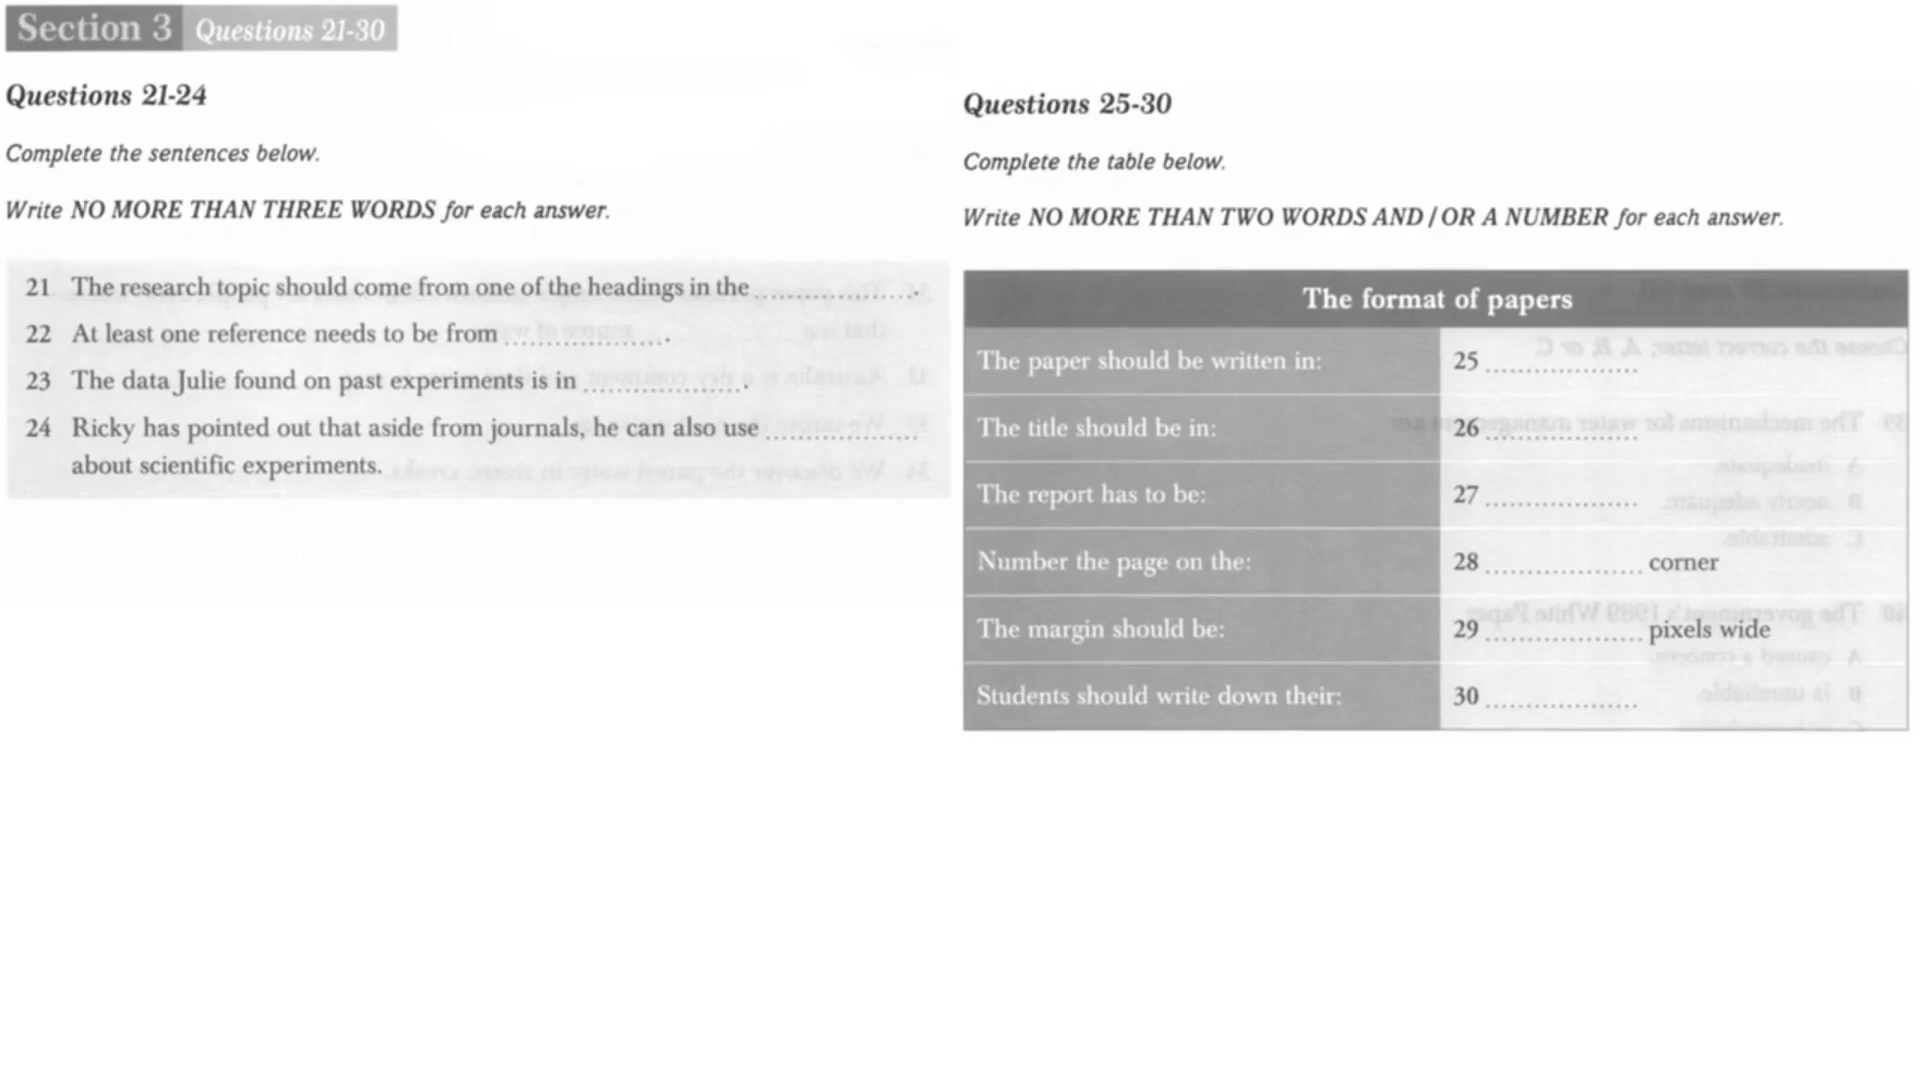 Section 3 Questions 21-30
Questions 21-24
Complete the sentences below.
Write NO MORE THAN THREE WORDS for each answer.
21 The research topic should come from one of the headings in the .................
22 At least one reference needs to be from .................
23 The data Julie found on past experiments is in .................
24 Ricky has pointed out that aside from journals, he can also use .................
about scientific experiments.
Questions 25-30
Complete the table below.
Write NO MORE THAN TWO WORDS AND / OR A NUMBER for each answer.
The format of papers
The paper should be written in: 25 .................
The title should be in: 26 .................
The report has to be: 27 .................
Number the page on the: 28 ................. corner
The margin should be: 29 ................. pixels wide
Students should write down their: 30 .................